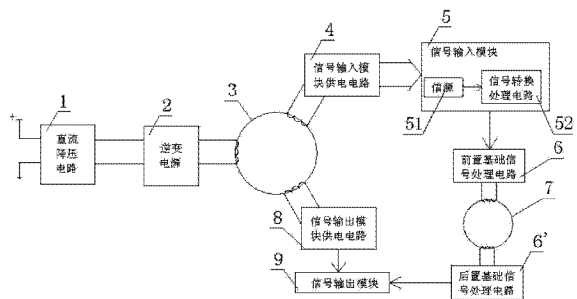 4
信号输入模
块供电电路
5
信号输入模块
信源
信号转换
处理电路
51
52
3
1
直流
降压
电路
+
2
逆变
电源
前置基础信
号处理电路
6
7
8
信号输出模
块供电电路
6'
9
信号输出模块
后置基础信
号处理电路